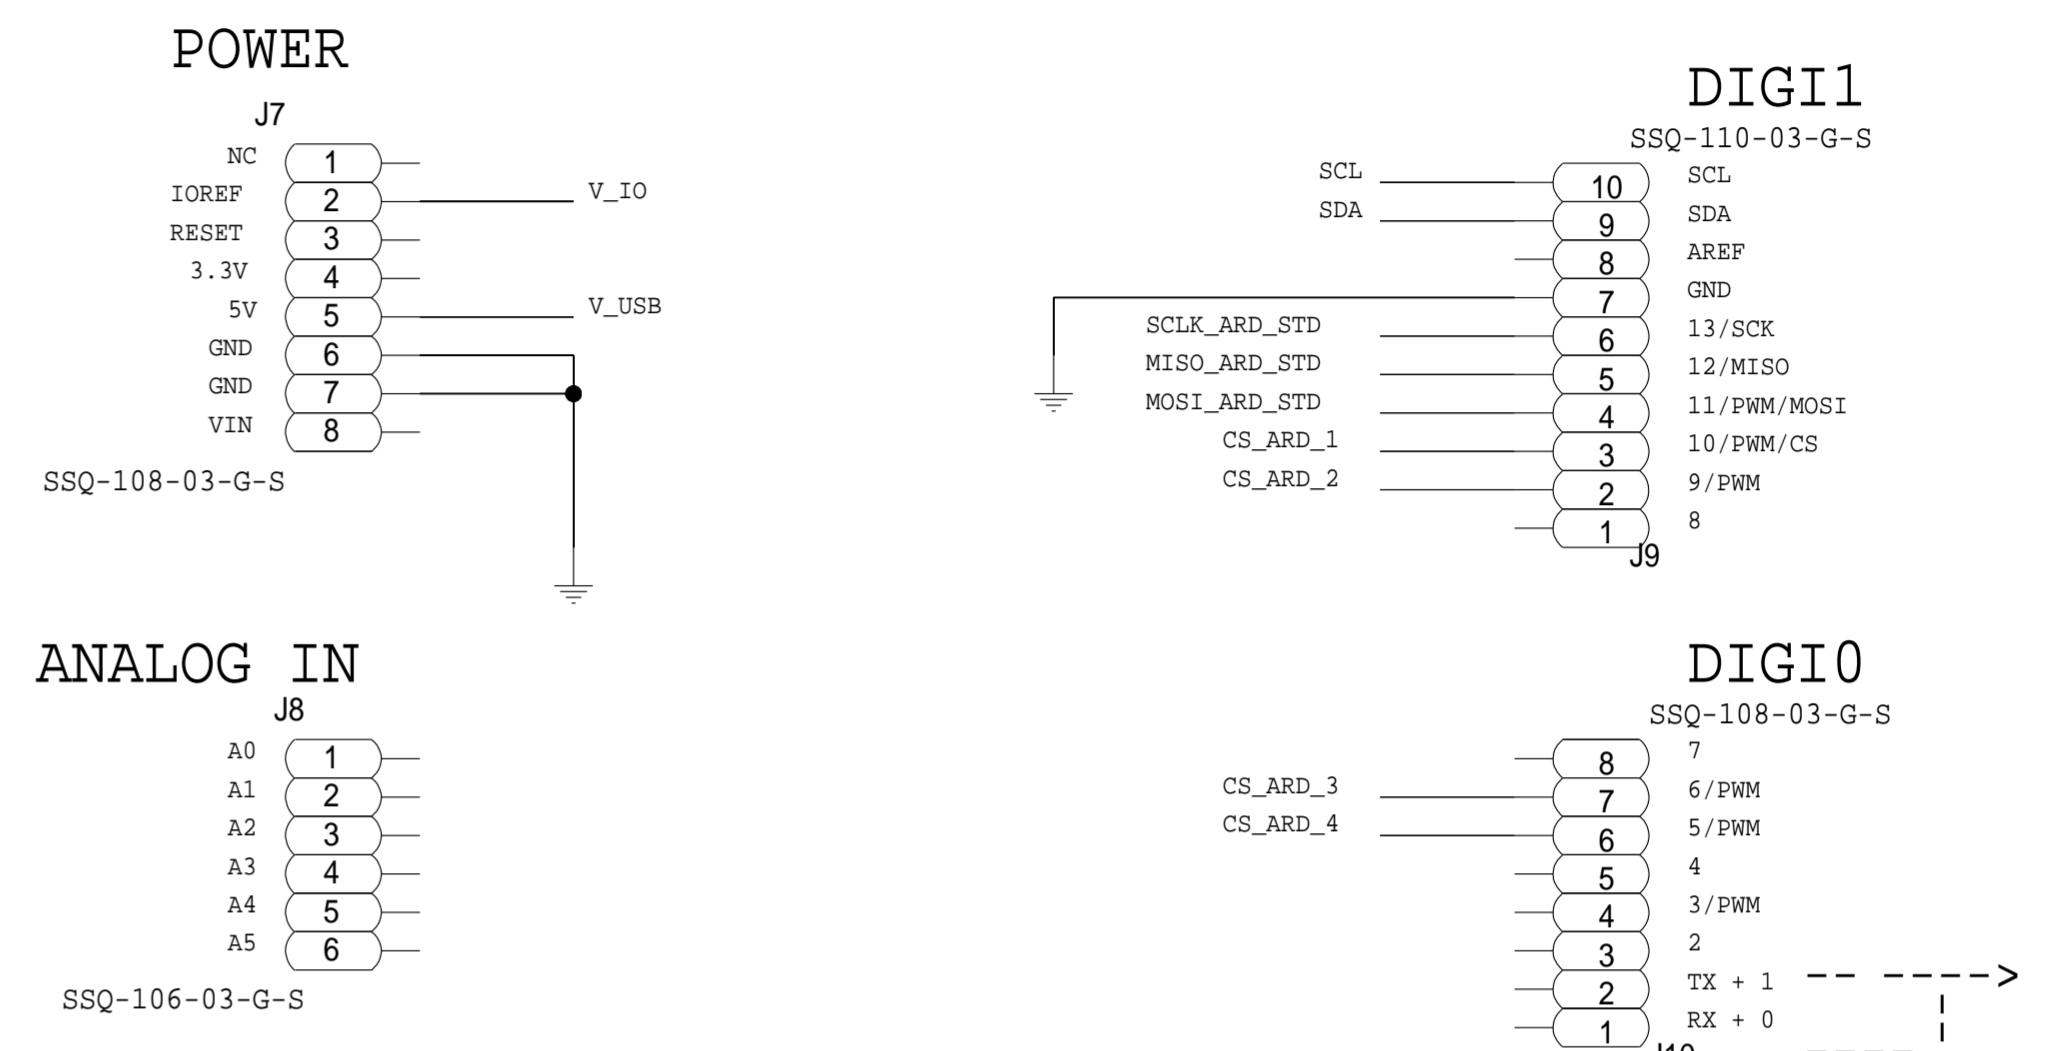 POWER
J7
NC 1
IOREF 2 V_IO
RESET 3
3.3V 4
5V 5 V_USB
GND 6
GND 7
VIN 8
SSQ-108-03-G-S
DIGI1
SSQ-110-03-G-S
SCL 10 SCL
SDA 9 SDA
8 AREF
7 GND
SCLK_ARD_STD 6 13/SCK
MISO_ARD_STD 5 12/MISO
MOSI_ARD_STD 4 11/PWM/MOSI
CS_ARD_1 3 10/PWM/CS
CS_ARD_2 2 9/PWM
1 8
J9
ANALOG IN
J8
A0 1
A1 2
A2 3
A3 4
A4 5
A5 6
SSQ-106-03-G-S
DIGI0
SSQ-108-03-G-S
8 7
CS_ARD_3 7 6/PWM
CS_ARD_4 6 5/PWM
5 4
4 3/PWM
3 2
2 TX + 1
1 RX + 0